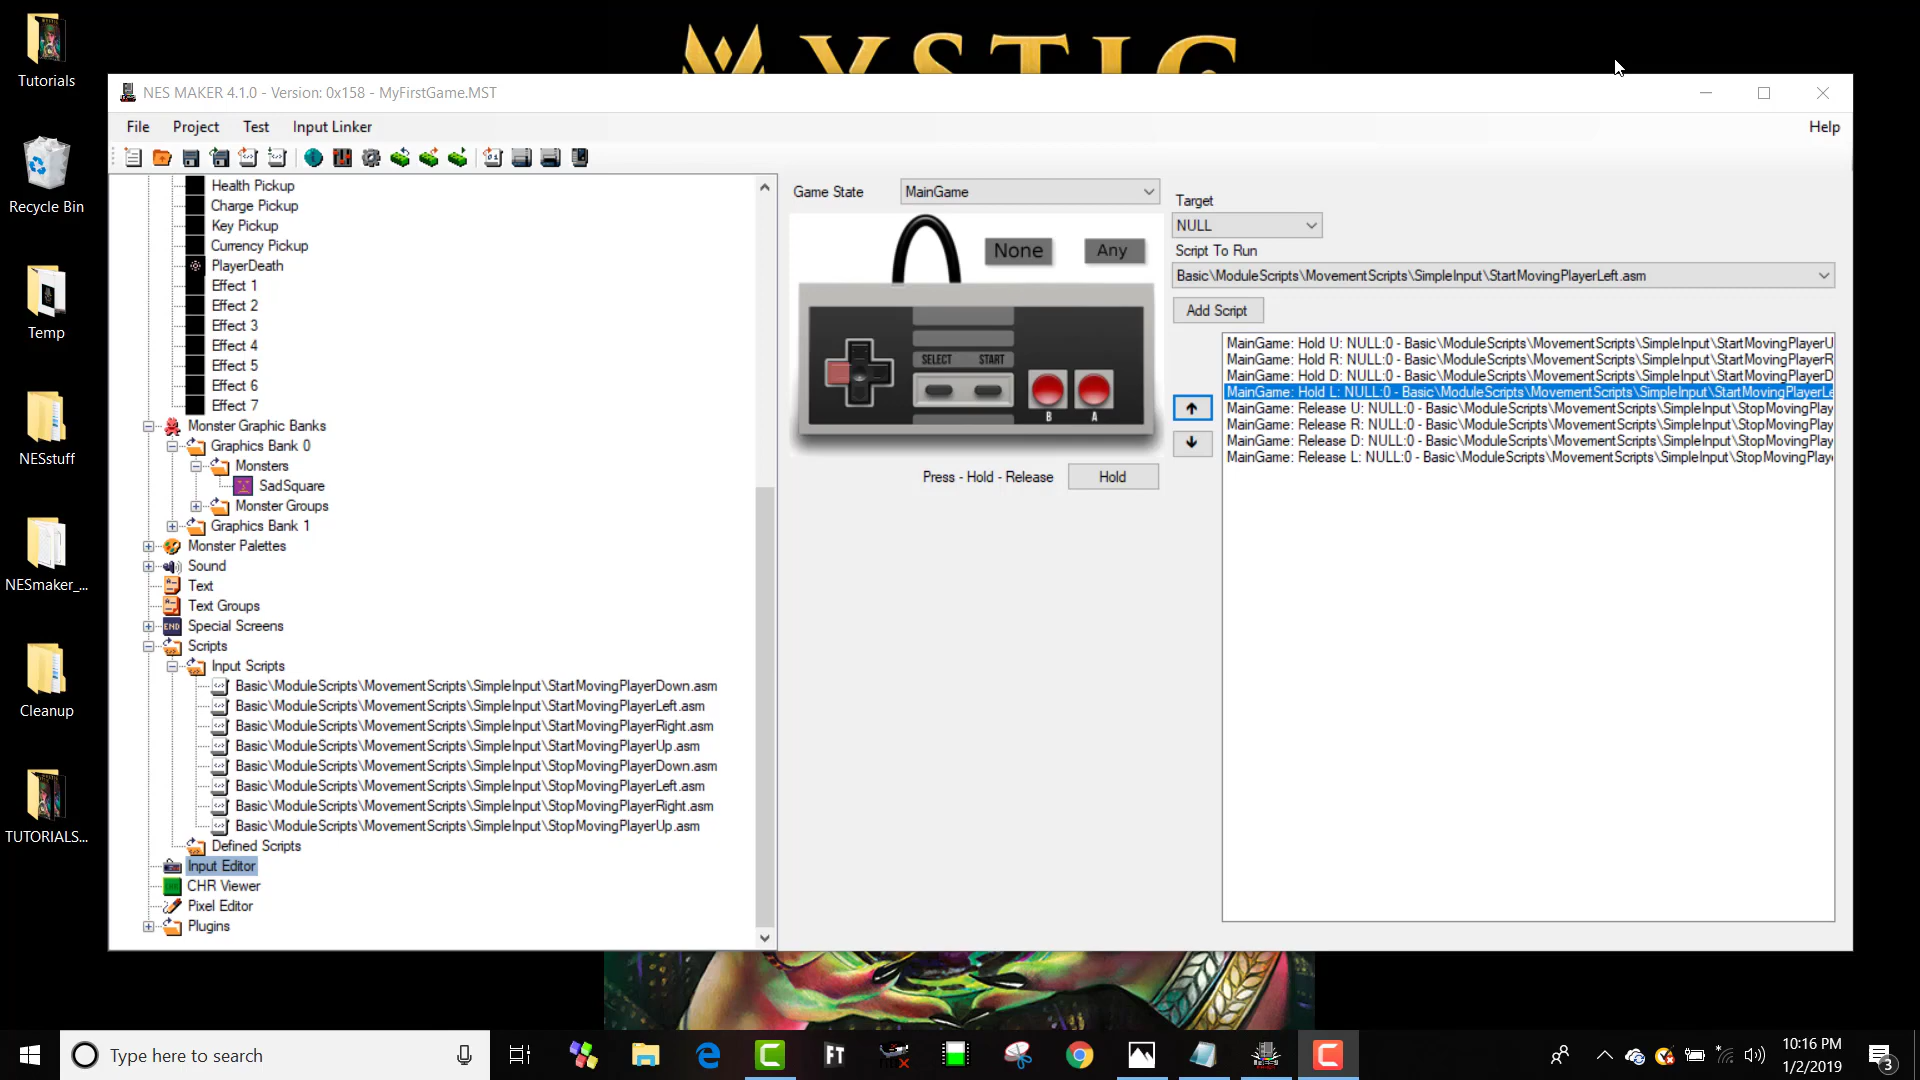 Tutorials
Recycle Bin
Temp
NESstuff
NESmaker_...
Cleanup
TUTORIALS...
MYSTIC
NES MAKER 4.1.0 - Version: 0x158 - MyFirstGame.MST
File Project Test Input Linker Help
Health Pickup
Charge Pickup
Key Pickup
Currency Pickup
PlayerDeath
Effect 1
Effect 2
Effect 3
Effect 4
Effect 5
Effect 6
Effect 7
Monster Graphic Banks
Graphics Bank 0
Monsters
SadSquare
Monster Groups
Graphics Bank 1
Monster Palettes
Sound
Text
Text Groups
END Special Screens
Scripts
Input Scripts
Basic\ModuleScripts\MovementScripts\SimpleInput\StartMovingPlayerDown.asm
Basic\ModuleScripts\MovementScripts\SimpleInput\StartMovingPlayerLeft.asm
Basic\ModuleScripts\MovementScripts\SimpleInput\StartMovingPlayerRight.asm
Basic\ModuleScripts\MovementScripts\SimpleInput\StartMovingPlayerUp.asm
Basic\ModuleScripts\MovementScripts\SimpleInput\StopMovingPlayerDown.asm
Basic\ModuleScripts\MovementScripts\SimpleInput\StopMovingPlayerLeft.asm
Basic\ModuleScripts\MovementScripts\SimpleInput\StopMovingPlayerRight.asm
Basic\ModuleScripts\MovementScripts\SimpleInput\StopMovingPlayerUp.asm
Defined Scripts
Input Editor
CHR Viewer
Pixel Editor
Plugins
Game State MainGame
None Any
SELECT START
B A
Press - Hold - Release Hold
Target
NULL
Script To Run
Basic\ModuleScripts\MovementScripts\SimpleInput\StartMovingPlayerLeft.asm
Add Script
MainGame: Hold U: NULL:0 - Basic\ModuleScripts\MovementScripts\SimpleInput\StartMovingPlayerU
MainGame: Hold R: NULL:0 - Basic\ModuleScripts\MovementScripts\SimpleInput\StartMovingPlayerR
MainGame: Hold D: NULL:0 - Basic\ModuleScripts\MovementScripts\SimpleInput\StartMovingPlayerD
MainGame: Hold L: NULL:0 - Basic\ModuleScripts\MovementScripts\SimpleInput\StartMovingPlayerLe
MainGame: Release U: NULL:0 - Basic\ModuleScripts\MovementScripts\SimpleInput\StopMovingPlay
MainGame: Release R: NULL:0 - Basic\ModuleScripts\MovementScripts\SimpleInput\StopMovingPlay
MainGame: Release D: NULL:0 - Basic\ModuleScripts\MovementScripts\SimpleInput\StopMovingPlay
MainGame: Release L: NULL:0 - Basic\ModuleScripts\MovementScripts\SimpleInput\StopMovingPlaye
Type here to search
FT
10:16 PM
1/2/2019
3